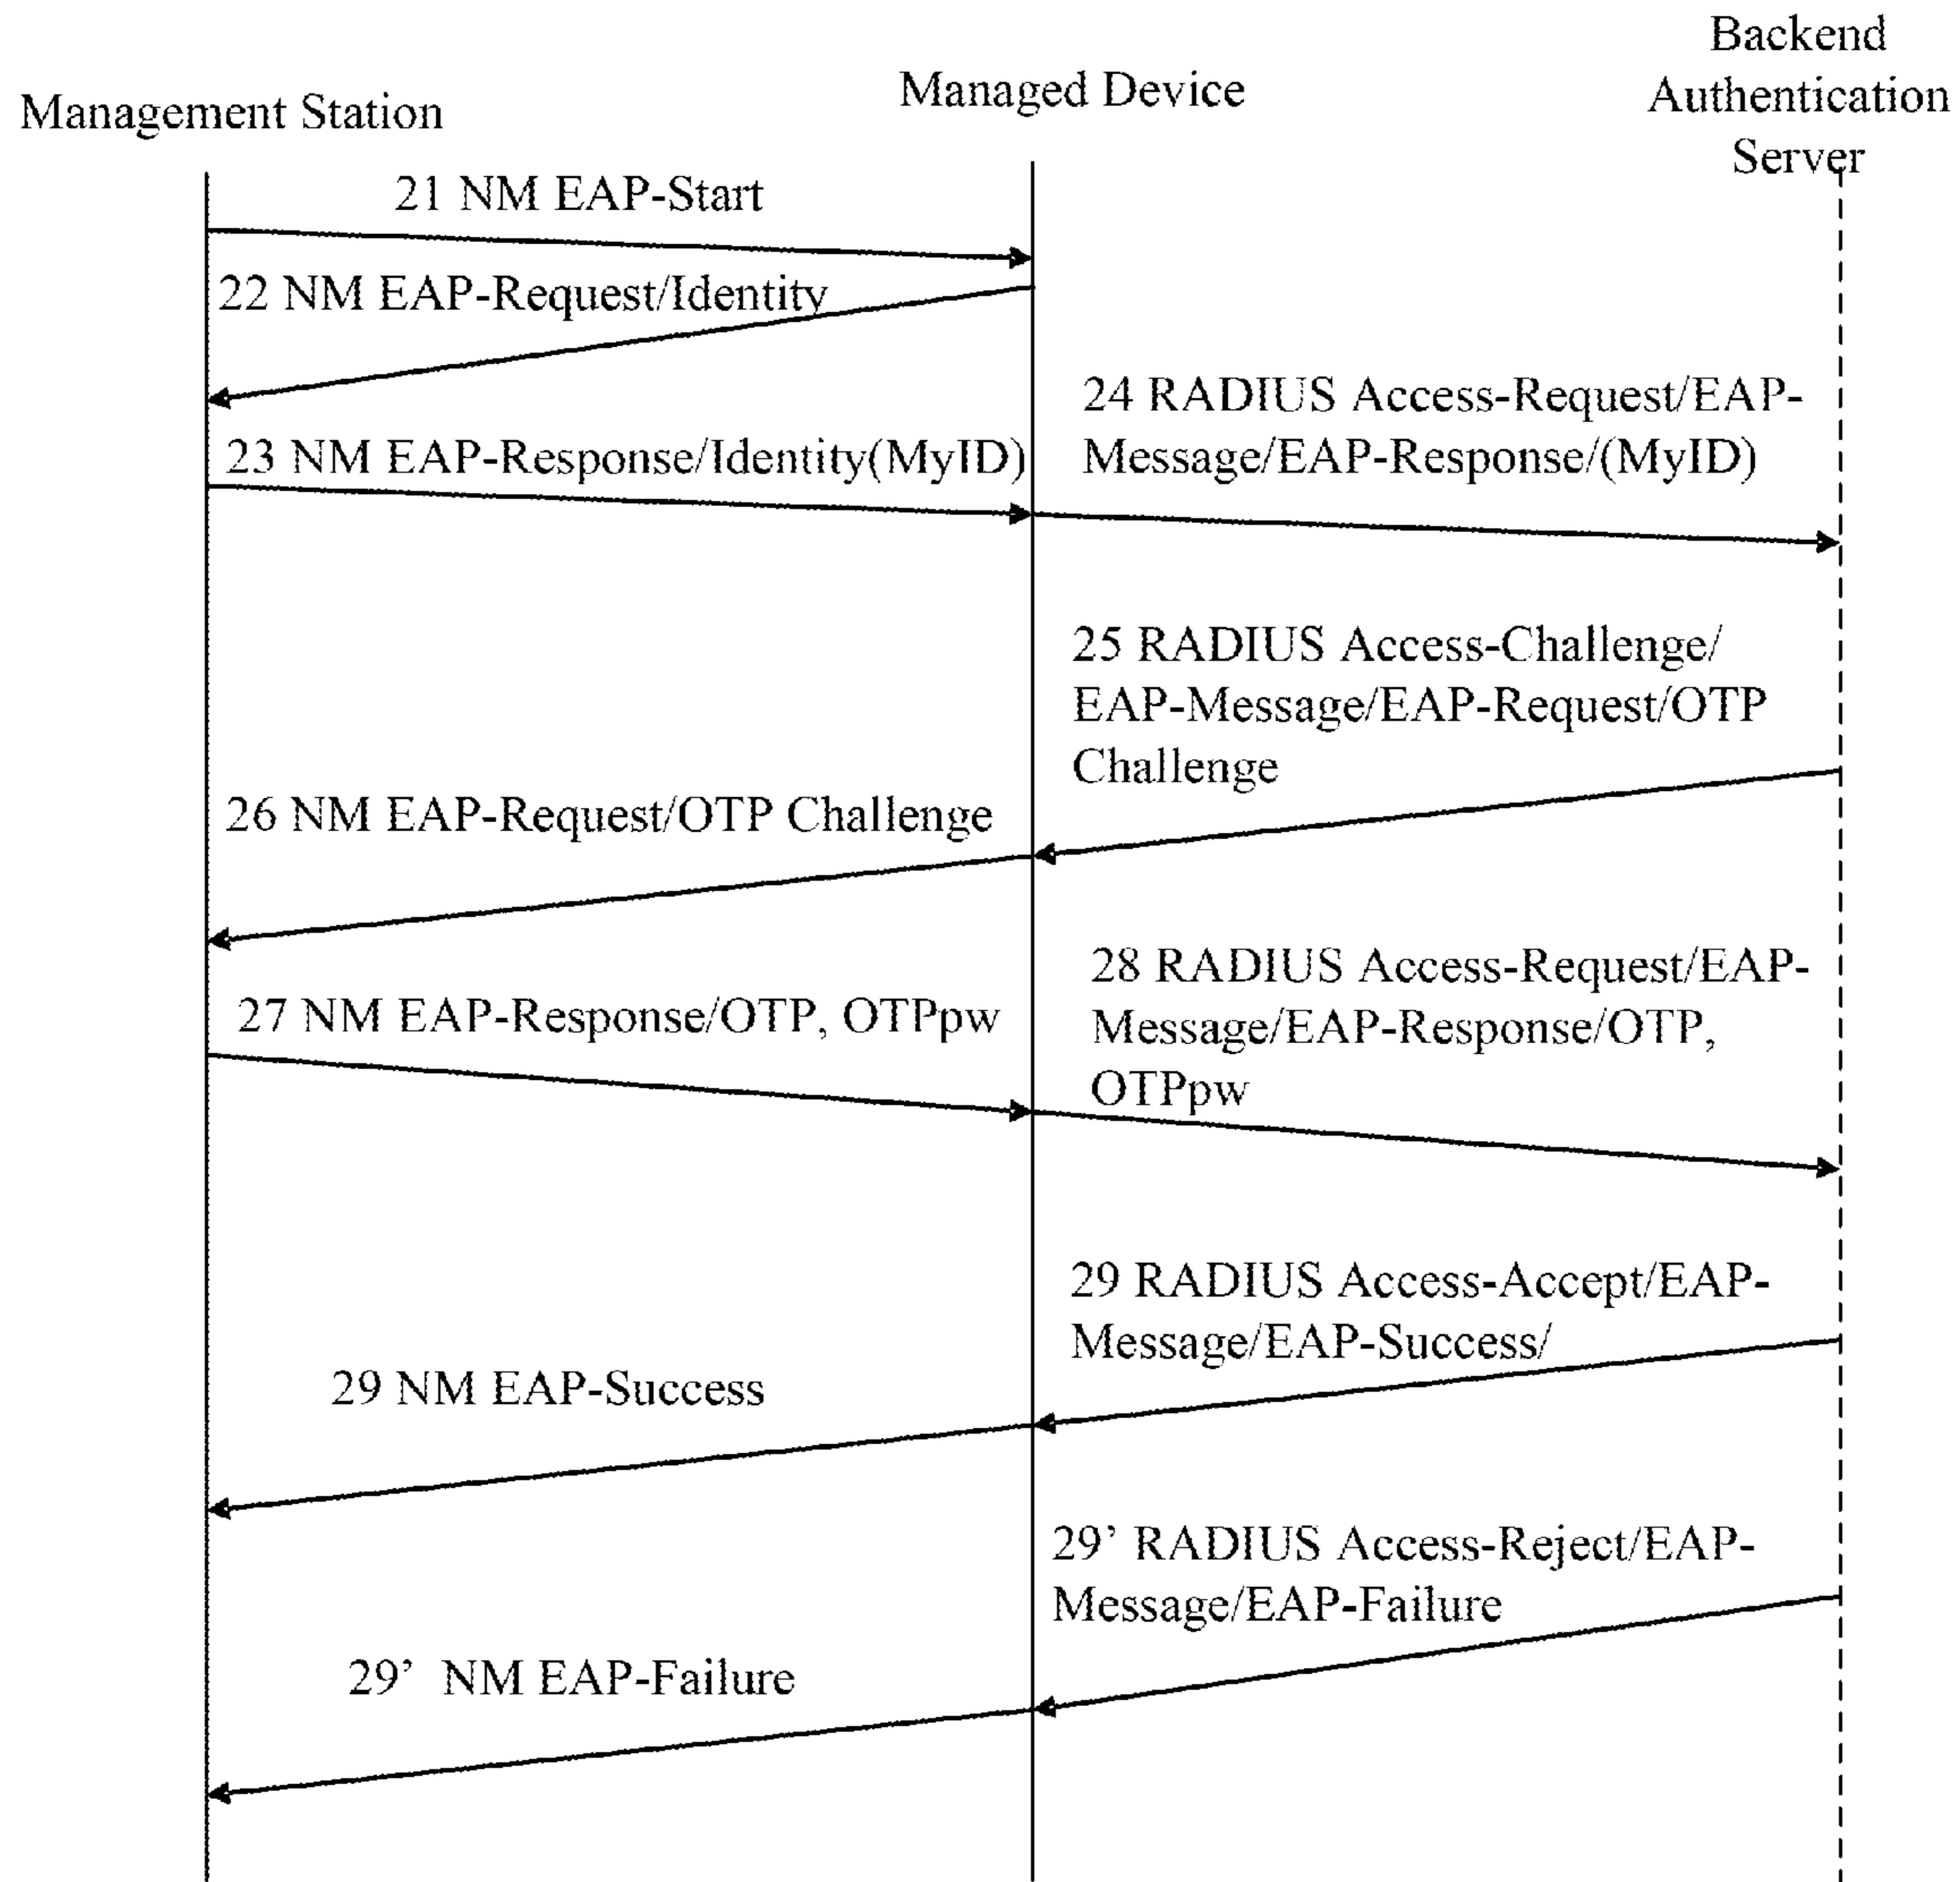 Backend
Authentication
Server
Managed Device
Management Station
21 NM EAP-Start
22 NM EAP-Request/Identity
24 RADIUS Access-Request/EAP-
Message/EAP-Response/(MyID)
23 NM EAP-Response/Identity(MyID)
25 RADIUS Access-Challenge/
EAP-Message/EAP-Request/OTP
Challenge
26 NM EAP-Request/OTP Challenge
28 RADIUS Access-Request/EAP-
Message/EAP-Response/OTP,
OTPpw
27 NM EAP-Response/OTP, OTPpw
29 RADIUS Access-Accept/EAP-
Message/EAP-Success/
29 NM EAP-Success
29’ RADIUS Access-Reject/EAP-
Message/EAP-Failure
29’ NM EAP-Failure